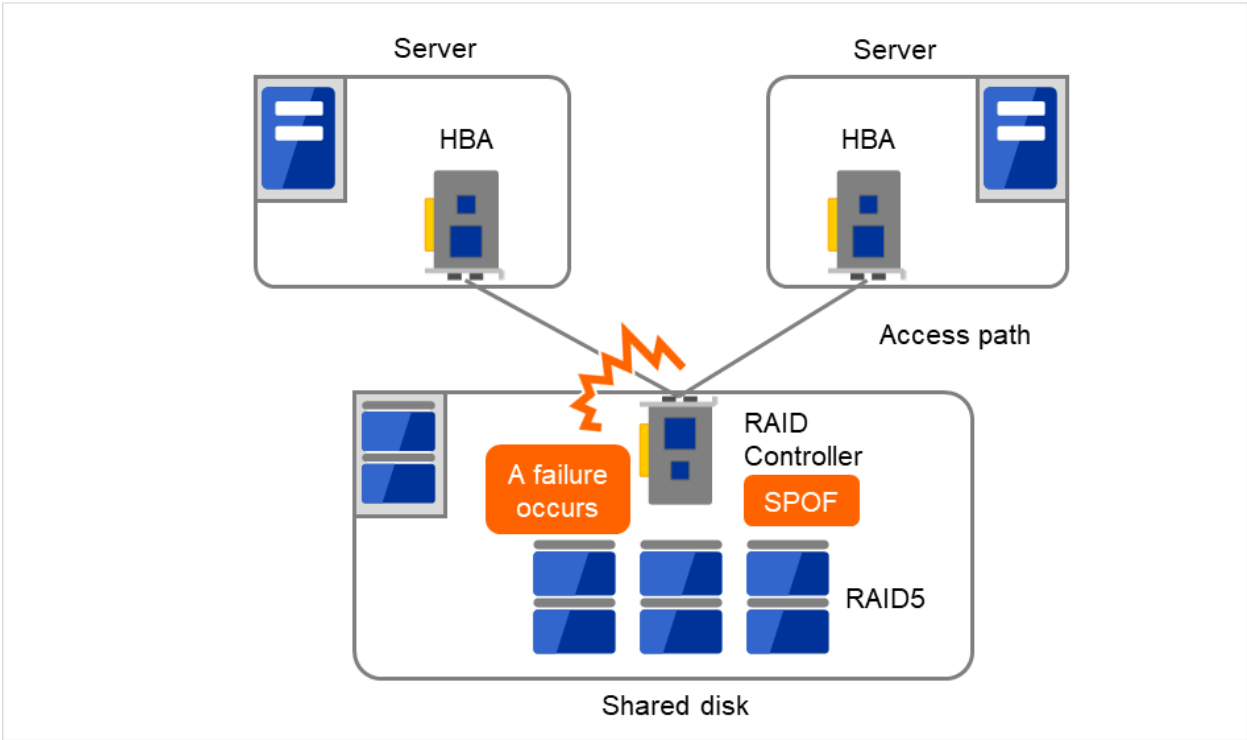 Server
Server
HBA
HBA
Access path
RAID
Controller
A failure
occurs
SPOF
RAID5
Shared disk